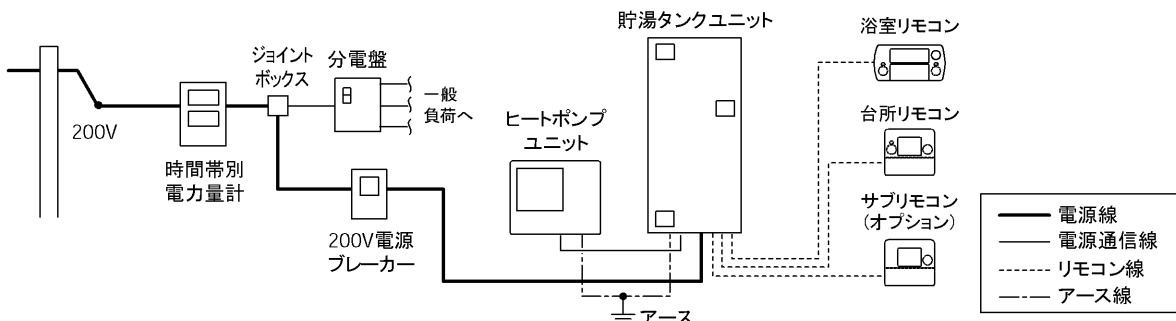 貯湯タンクユニット
浴室リモコン
ジョイント
ボックス
分電盤
一般
負荷へ
200V
ヒートポンプ
ユニット
台所リモコン
時間帯別
電力量計
サブリモコン
(オプション)
200V電源
ブレーカー
アース
電源線
電源通信線
リモコン線
アース線